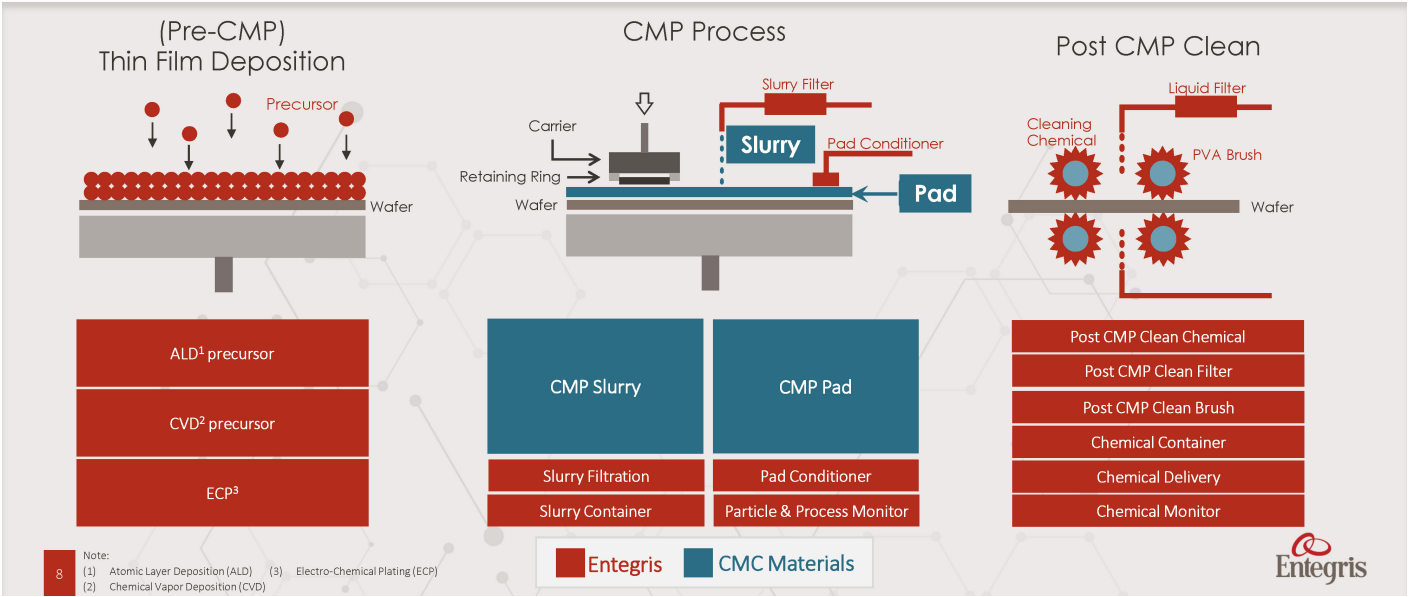 (Pre-CMP)
Thin Film Deposition
Precursor
Wafer
ALD1 precursor
CVD2 precursor
ECP3
CMP Process
Slurry Filter
Carrier
Slurry
Pad Conditioner
Retaining Ring
Pad
Wafer
CMP Slurry
CMP Pad
Slurry Filtration
Pad Conditioner
Slurry Container
Particle & Process Monitor
Post CMP Clean
Liquid Filter
Cleaning
Chemical
PVA Brush
Wafer
Post CMP Clean Chemical
Post CMP Clean Filter
Post CMP Clean Brush
Chemical Container
Chemical Delivery
Chemical Monitor
8
Note:
(1) Atomic Layer Deposition (ALD) (3) Electro-Chemical Plating (ECP)
(2) Chemical Vapor Deposition (CVD)
Entegris
CMC Materials
Entegris